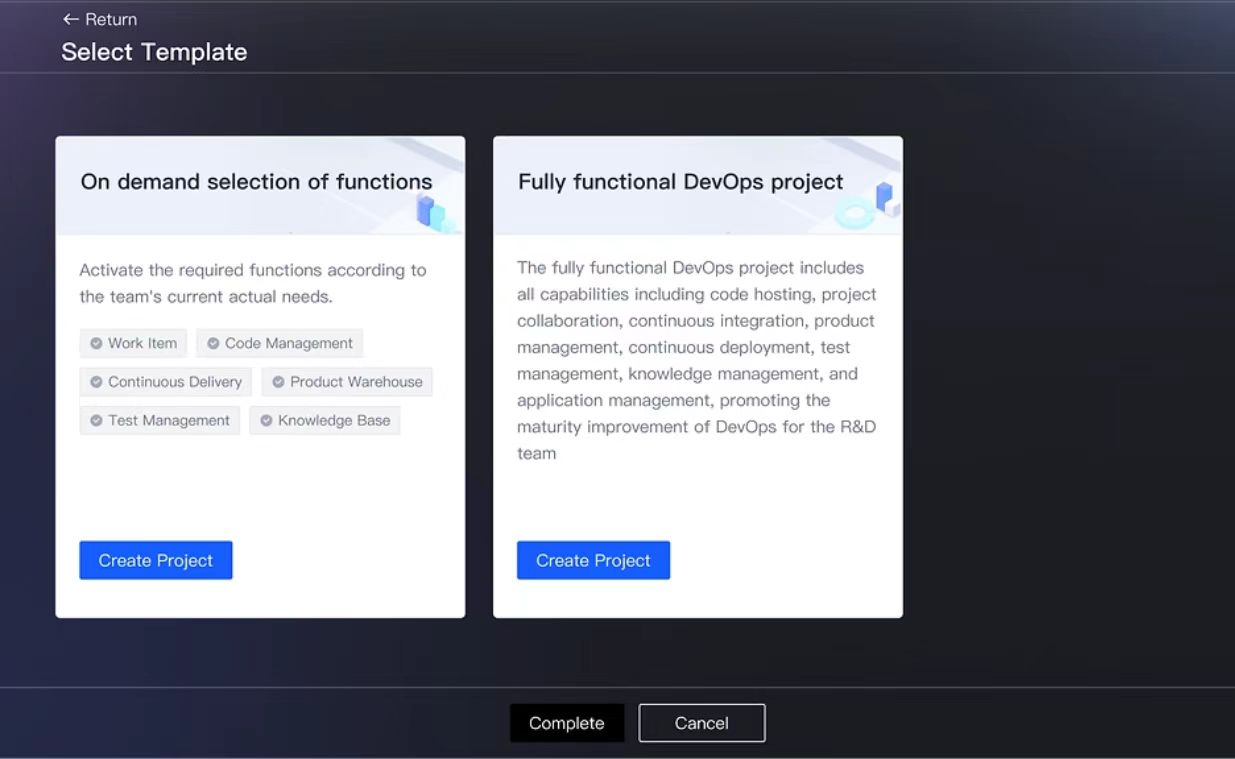 ← Return
Select Template
On demand selection of functions
Activate the required functions according to
the team's current actual needs.
Work Item
Code Management
Continuous Delivery
Product Warehouse
Test Management
Knowledge Base
Create Project
Fully functional DevOps project
The fully functional DevOps project includes
all capabilities including code hosting, project
collaboration, continuous integration, product
management, continuous deployment, test
management, knowledge management, and
application management, promoting the
maturity improvement of DevOps for the R&D
team
Create Project
Complete
Cancel